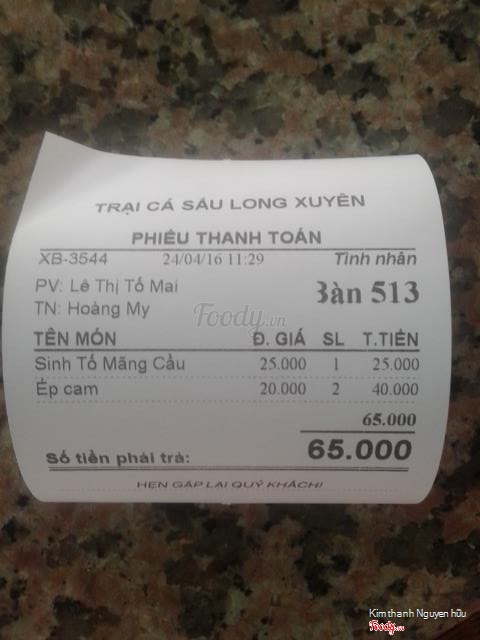 TRẠI CÁ SẤU LONG XUYÊN
PHIẾU THANH TOÁN
XB-3544 24/04/16 11:29 Tình nhân
PV: Lê Thị Tố Mai Bàn 513
TN: Hoàng My
Foody.vn
TÊN MÓN Đ. GIÁ SL T.TIỀN
Sinh Tố Mãng Cầu 25.000 1 25.000
Ép cam 20.000 2 40.000
65.000
Số tiền phải trả: 65.000
HẸN GẶP LẠI QUÝ KHÁCH!
Kimthanh Nguyen hữu
Foody.vn